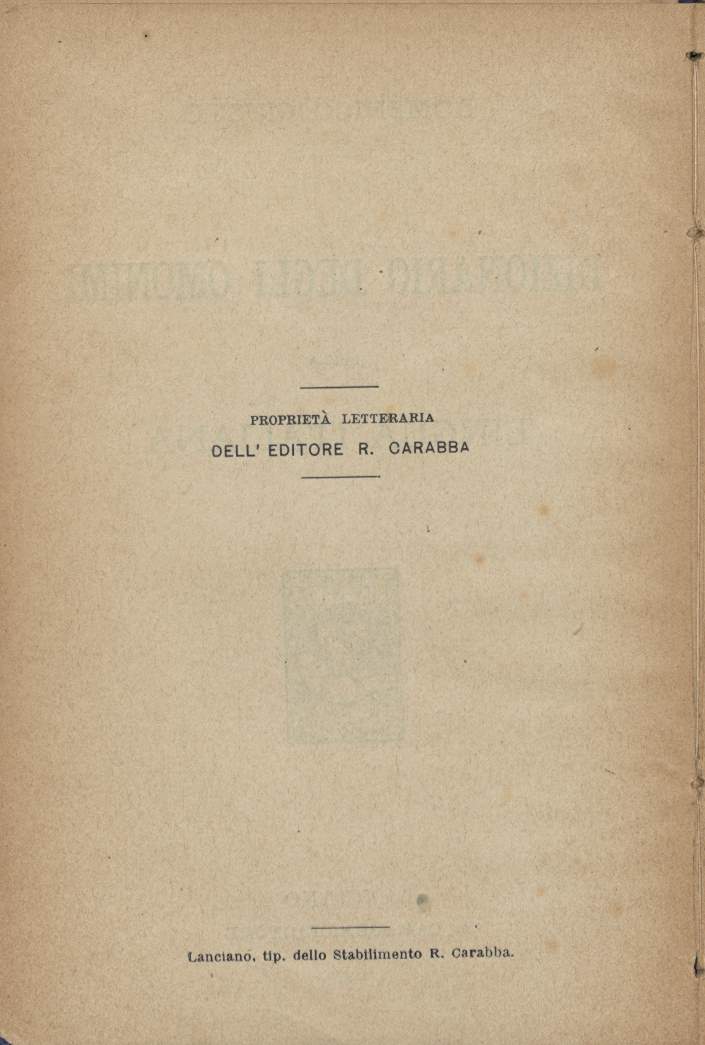 PROPRIETÀ LETTERARIA
DELL' EDITORE R. CARABBA
Lanciano, tip. dello Stabilimento R. Carabba.